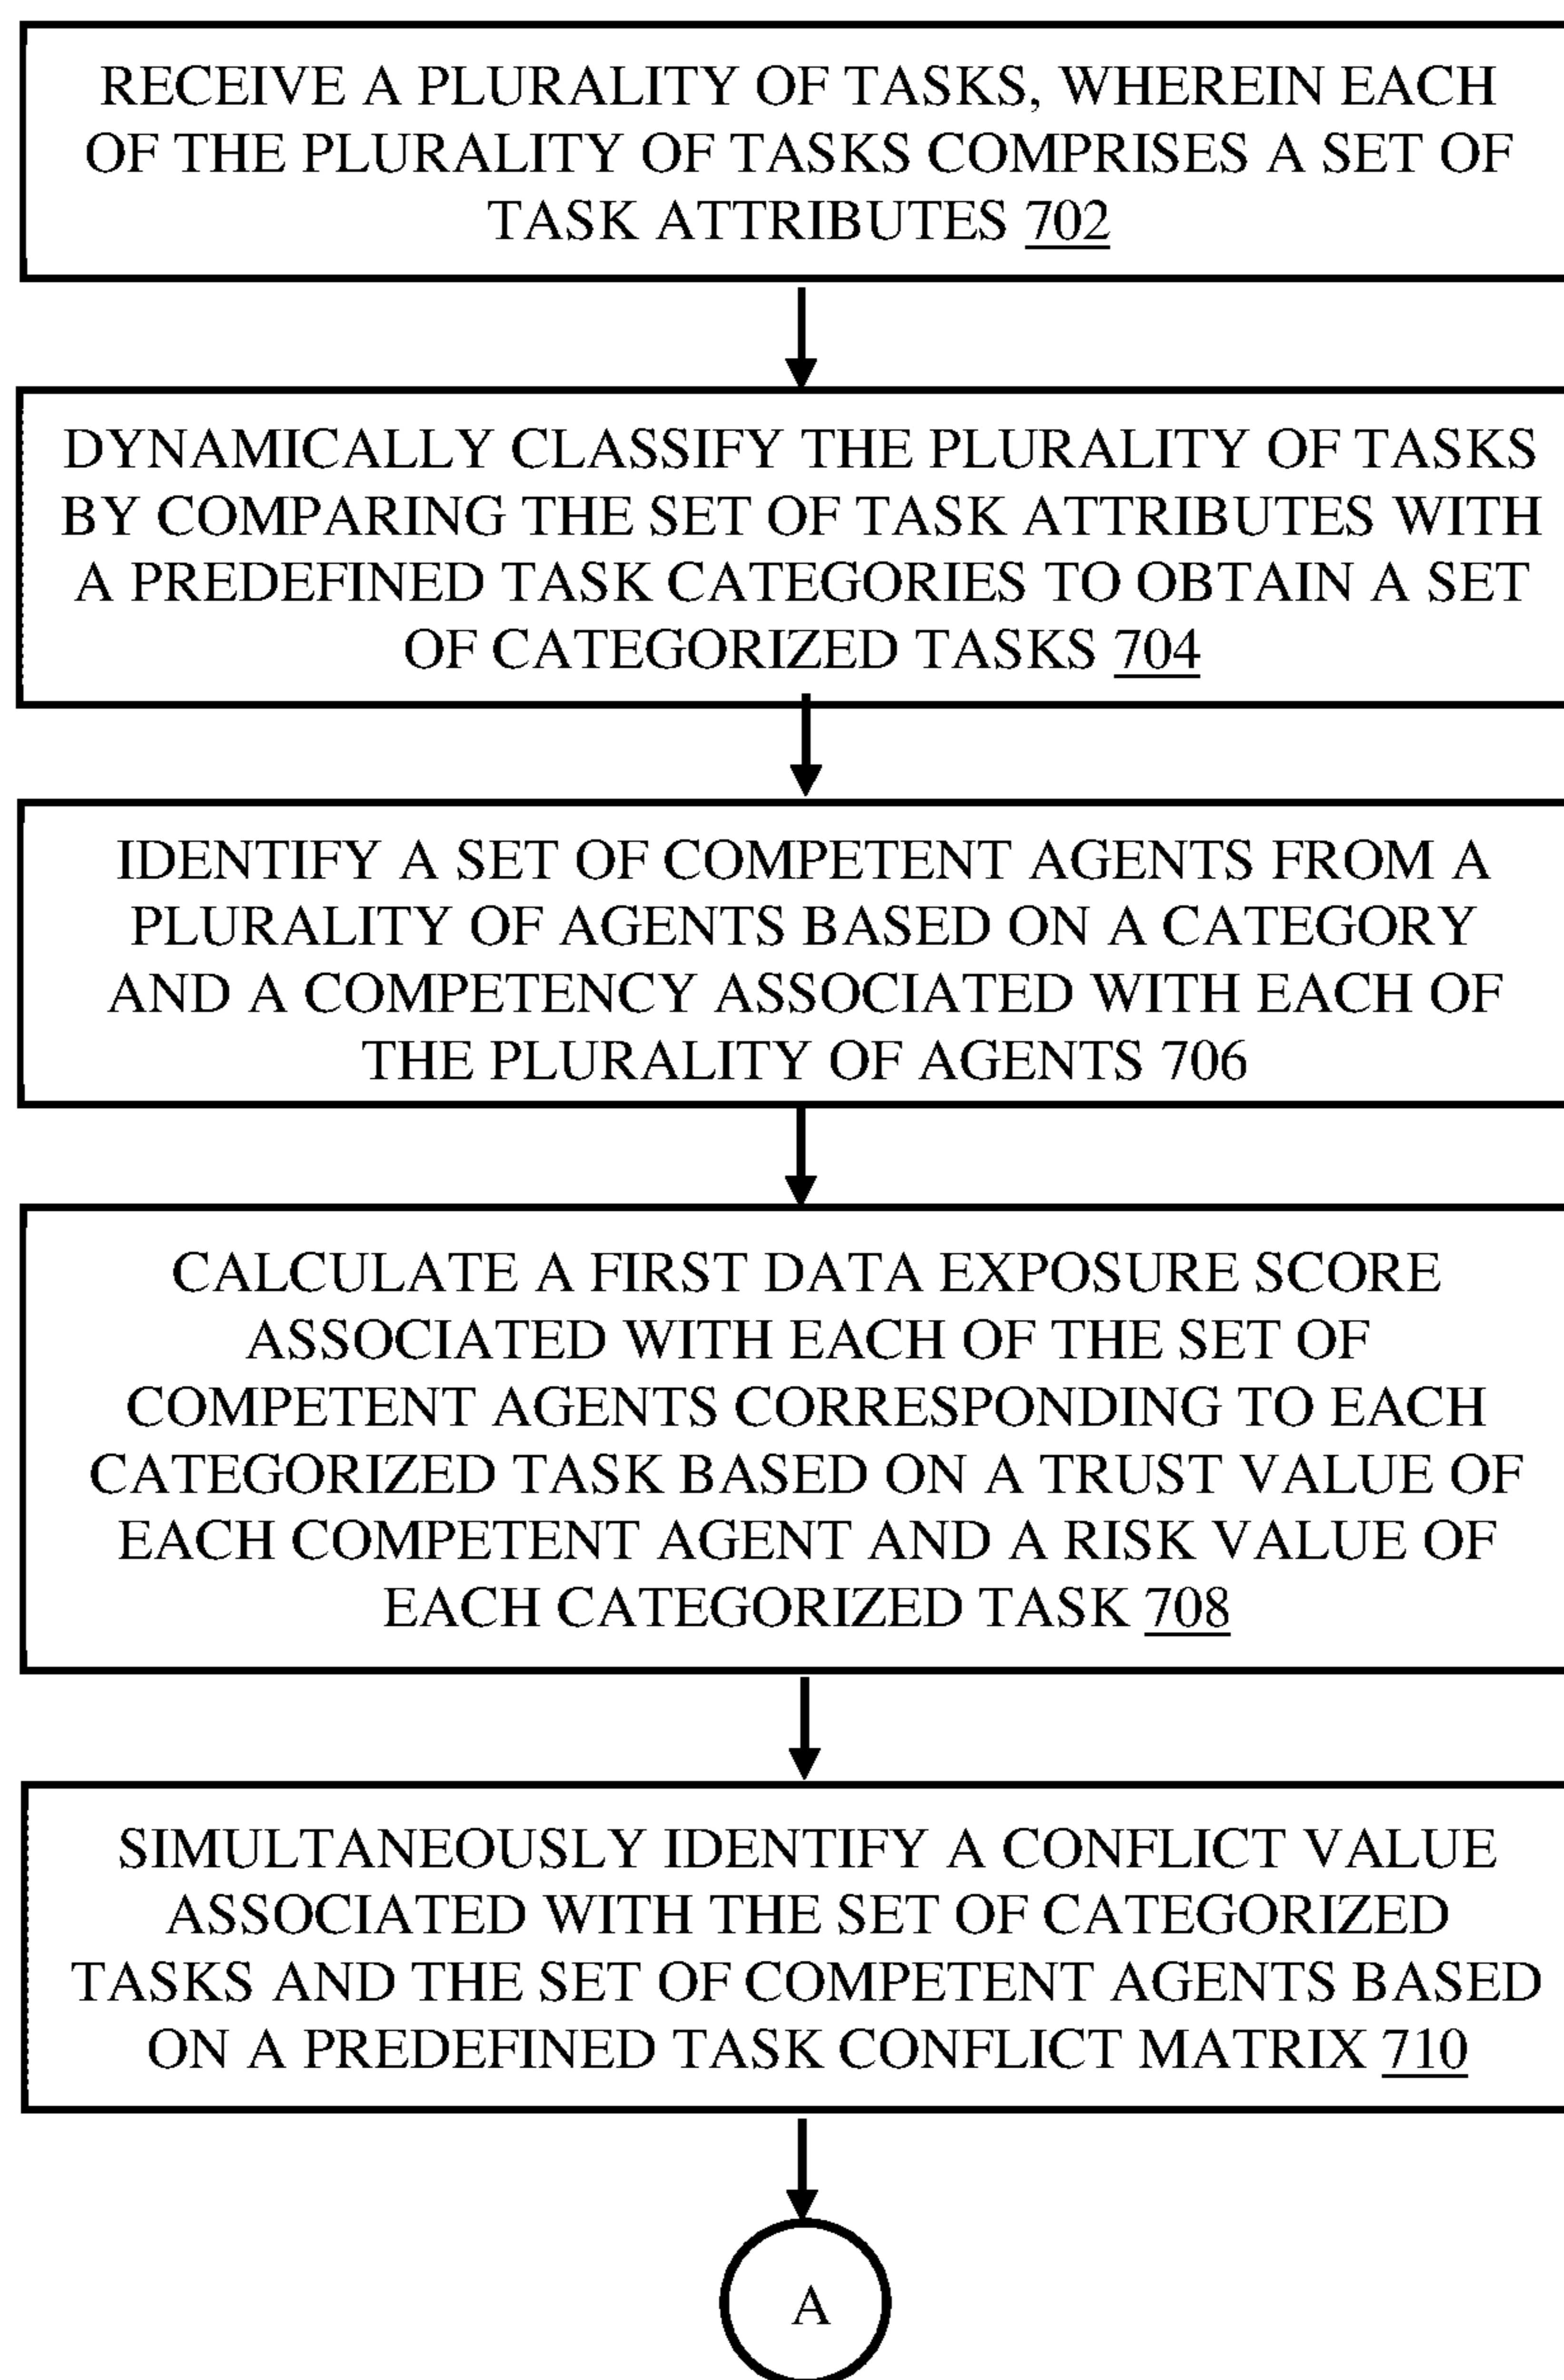 RECEIVE A PLURALITY OF TASKS, WHEREIN EACH
OF THE PLURALITY OF TASKS COMPRISES A SET OF
TASK ATTRIBUTES 702
DYNAMICALLY CLASSIFY THE PLURALITY OF TASKS
BY COMPARING THE SET OF TASK ATTRIBUTES WITH
A PREDEFINED TASK CATEGORIES TO OBTAIN A SET
OF CATEGORIZED TASKS 704
IDENTIFY A SET OF COMPETENT AGENTS FROM A
PLURALITY OF AGENTS BASED ON A CATEGORY
AND A COMPETENCY ASSOCIATED WITH EACH OF
THE PLURALITY OF AGENTS 706
CALCULATE A FIRST DATA EXPOSURE SCORE
ASSOCIATED WITH EACH OF THE SET OF
COMPETENT AGENTS CORRESPONDING TO EACH
CATEGORIZED TASK BASED ON A TRUST VALUE OF
EACH COMPETENT AGENT AND A RISK VALUE OF
EACH CATEGORIZED TASK 708
SIMULTANEOUSLY IDENTIFY A CONFLICT VALUE
ASSOCIATED WITH THE SET OF CATEGORIZED
TASKS AND THE SET OF COMPETENT AGENTS BASED
ON A PREDEFINED TASK CONFLICT MATRIX 710
A